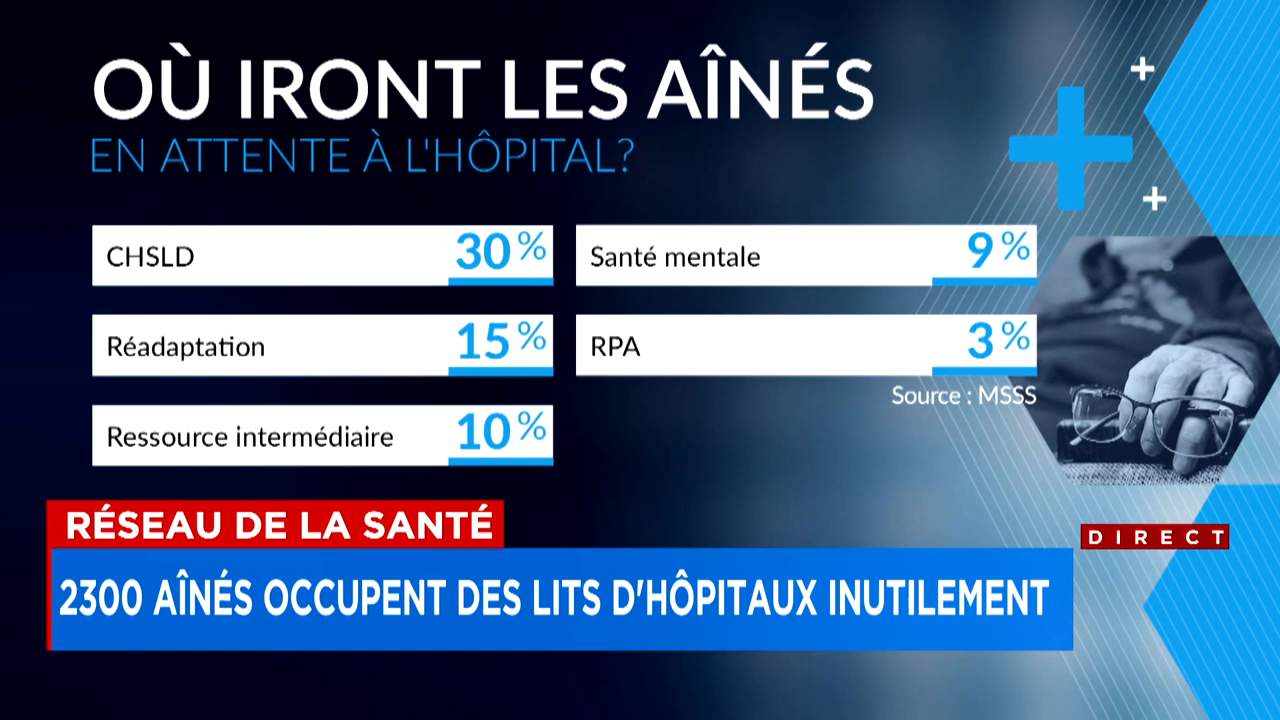 OÙ IRONT LES AÎNÉS
EN ATTENTE À L'HÔPITAL?
CHSLD 30 %
Réadaptation 15 %
Ressource intermédiaire 10 %
Santé mentale 9 %
RPA 3 %
Source : MSSS
RÉSEAU DE LA SANTÉ
DIRECT
2300 AÎNÉS OCCUPENT DES LITS D'HÔPITAUX INUTILEMENT